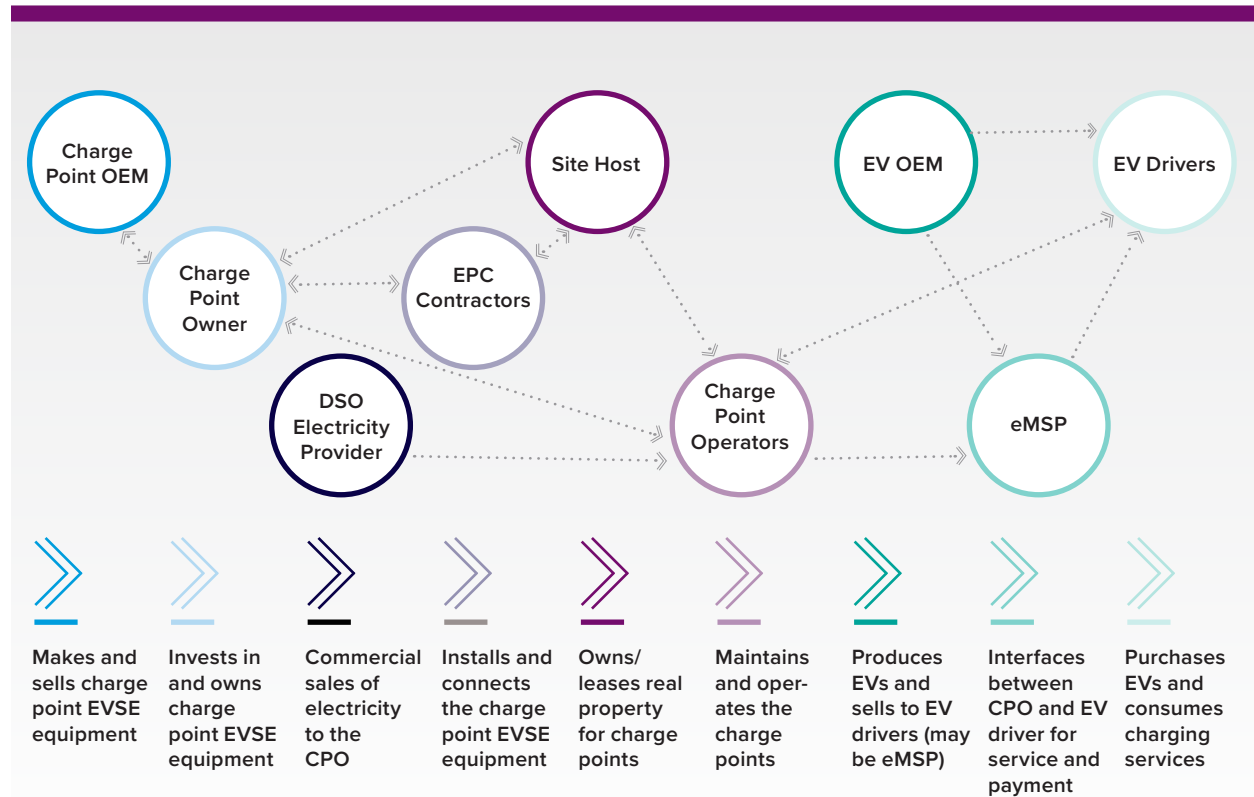 Charge
Point OEM
Site Host
EV OEM
EV Drivers
Charge
Point
Owner
EPC
Contractors
DSO
Electricity
Provider
Charge
Point
Operators
eMSP
Makes and
sells charge
point EVSE
equipment
Invests in
and owns
charge
point EVSE
equipment
Commercial
sales of
electricity
to the
CPO
Installs and
connects
the charge
point EVSE
equipment
Owns/
leases real
property
for charge
points
Maintains
and oper-
ates the
charge
points
Produces
EVs and
sells to EV
drivers (may
be eMSP)
Interfaces
between
CPO and EV
driver for
service and
payment
Purchases
EVs and
consumes
charging
services